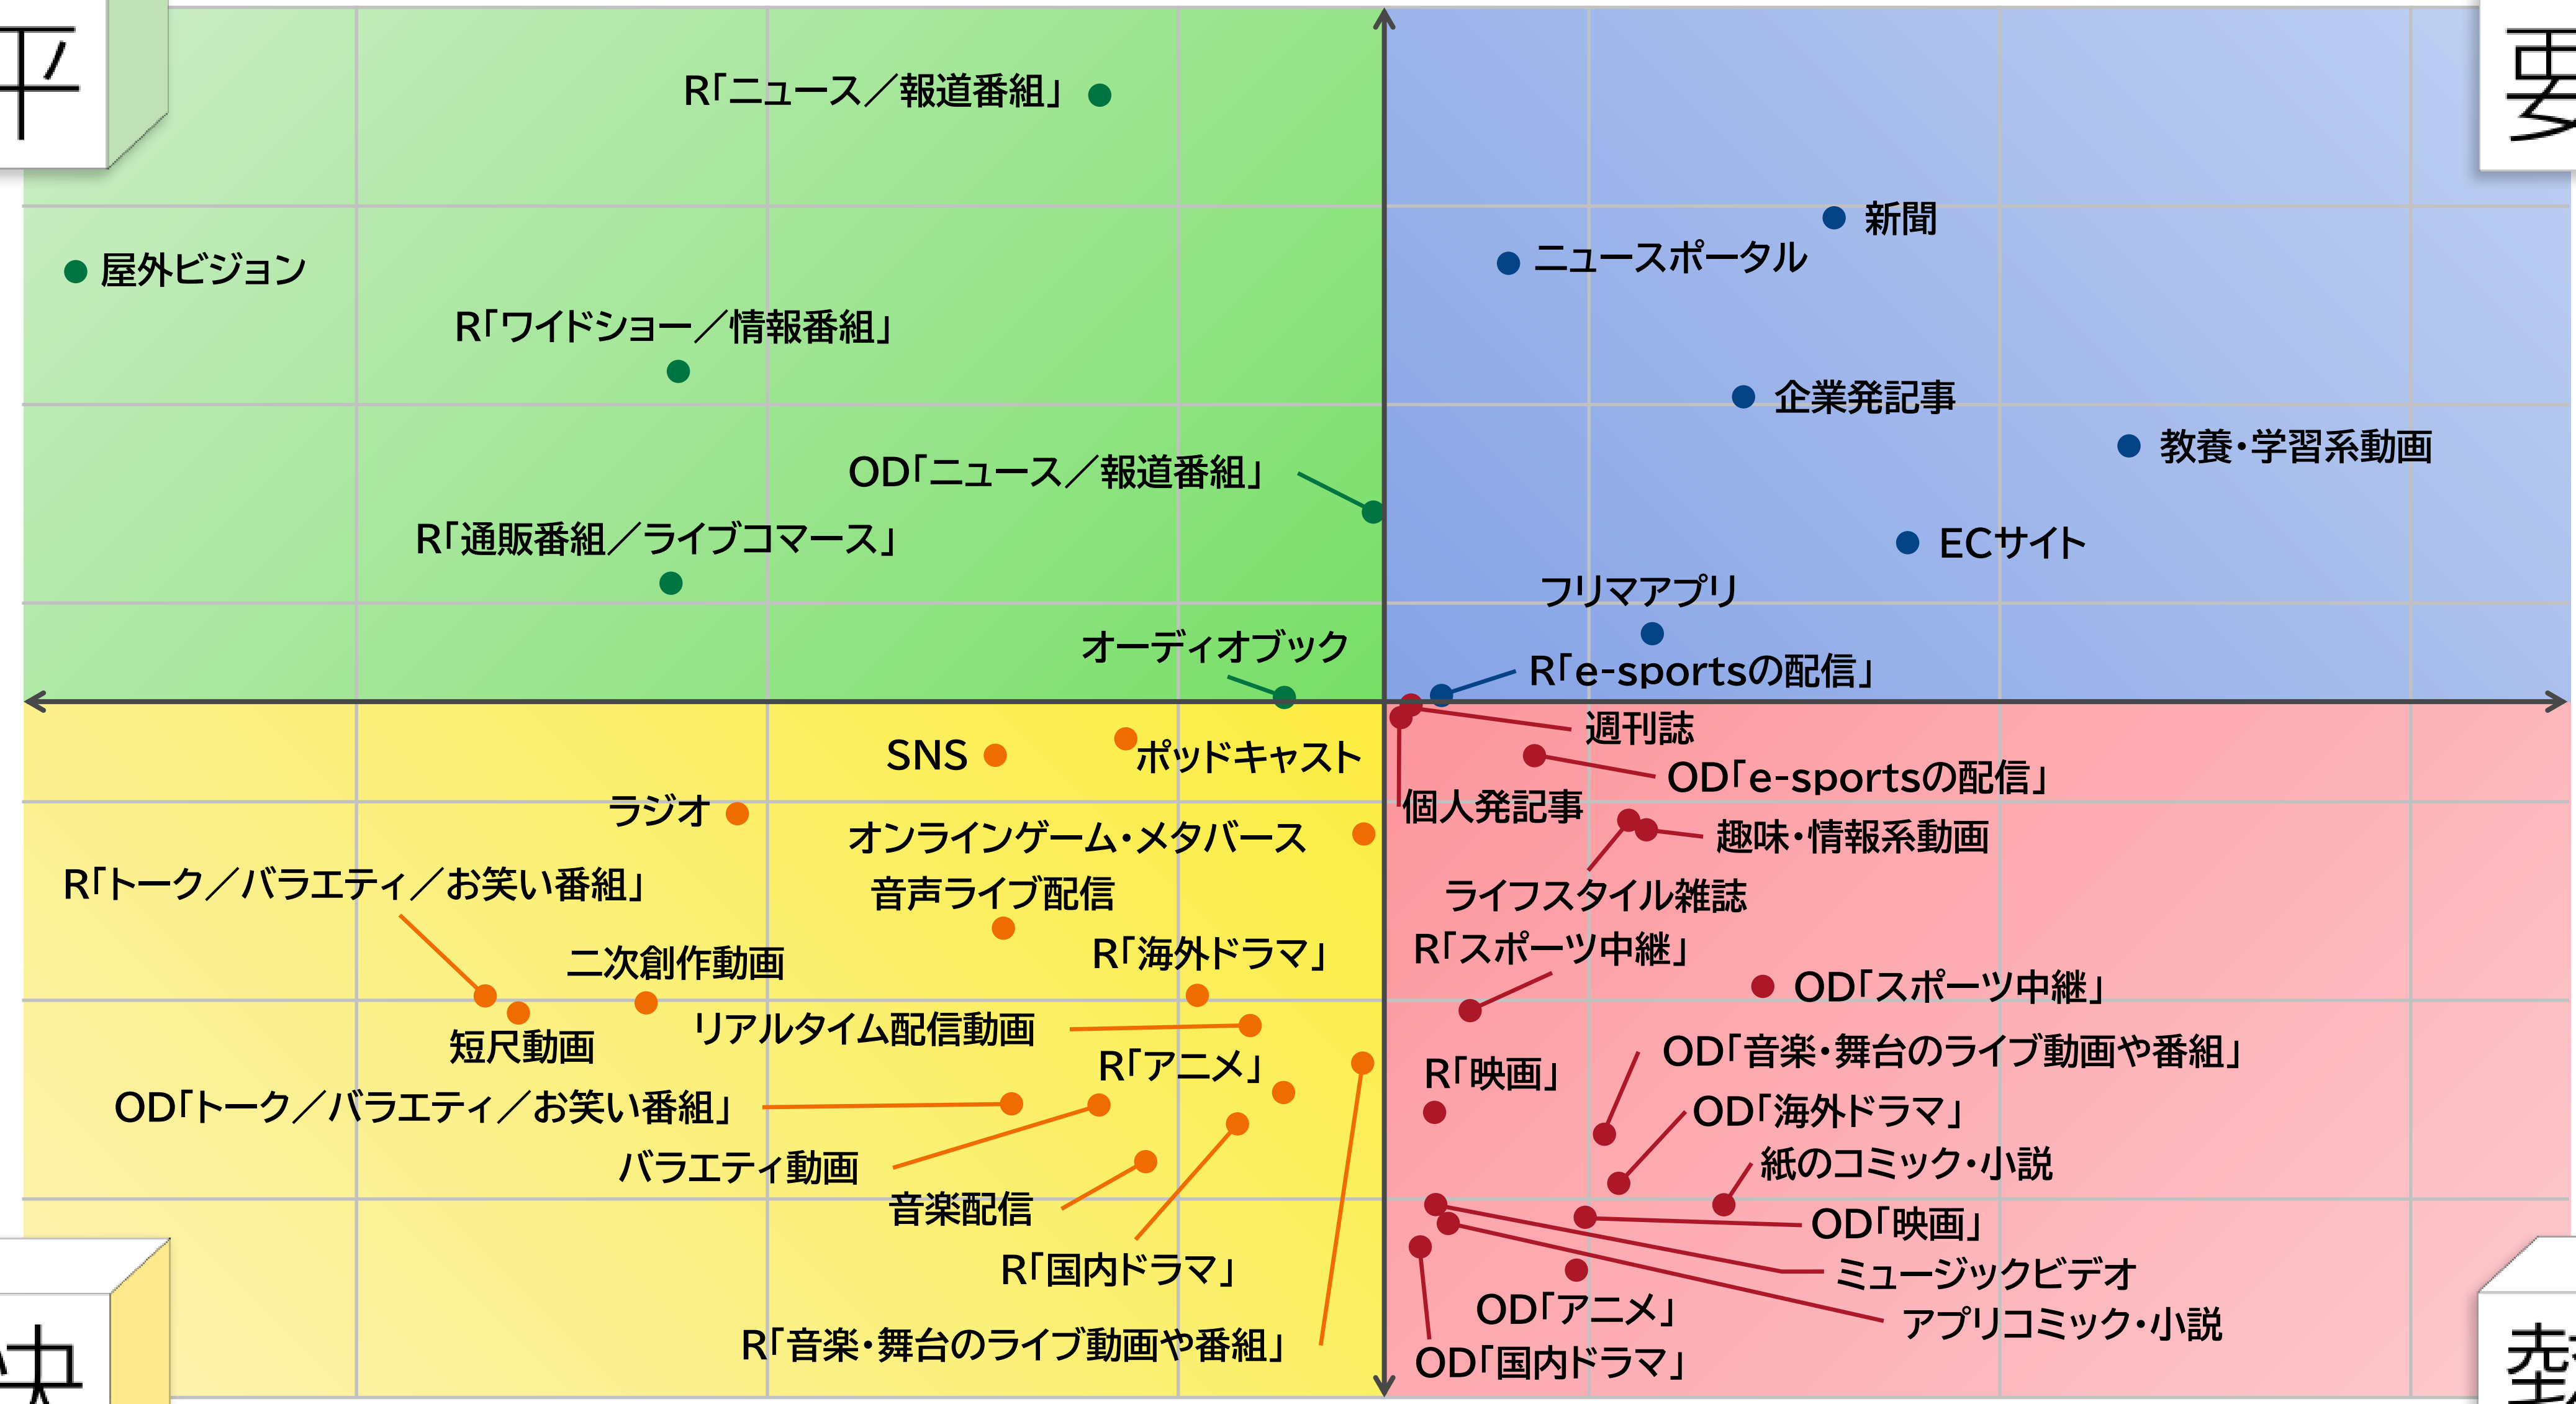 平
要
R「ニュース／報道番組」
新聞
ニュースポータル
屋外ビジョン
R「ワイドショー／情報番組」
企業発記事
教養・学習系動画
OD「ニュース／報道番組」
R「通販番組／ライブコマース」
ECサイト
フリマアプリ
オーディオブック
R「e-sportsの配信」
週刊誌
SNS
ポッドキャスト
OD「e-sportsの配信」
ラジオ
個人発記事
オンラインゲーム・メタバース
趣味・情報系動画
R「トーク／バラエティ／お笑い番組」
音声ライブ配信
ライフスタイル雑誌
R「海外ドラマ」
R「スポーツ中継」
二次創作動画
OD「スポーツ中継」
リアルタイム配信動画
短尺動画
OD「音楽・舞台のライブ動画や番組」
R「アニメ」
R「映画」
OD「トーク／バラエティ／お笑い番組」
OD「海外ドラマ」
バラエティ動画
紙のコミック・小説
音楽配信
OD「映画」
R「国内ドラマ」
ミュージックビデオ
OD「アニメ」
アプリコミック・小説
R「音楽・舞台のライブ動画や番組」
OD「国内ドラマ」